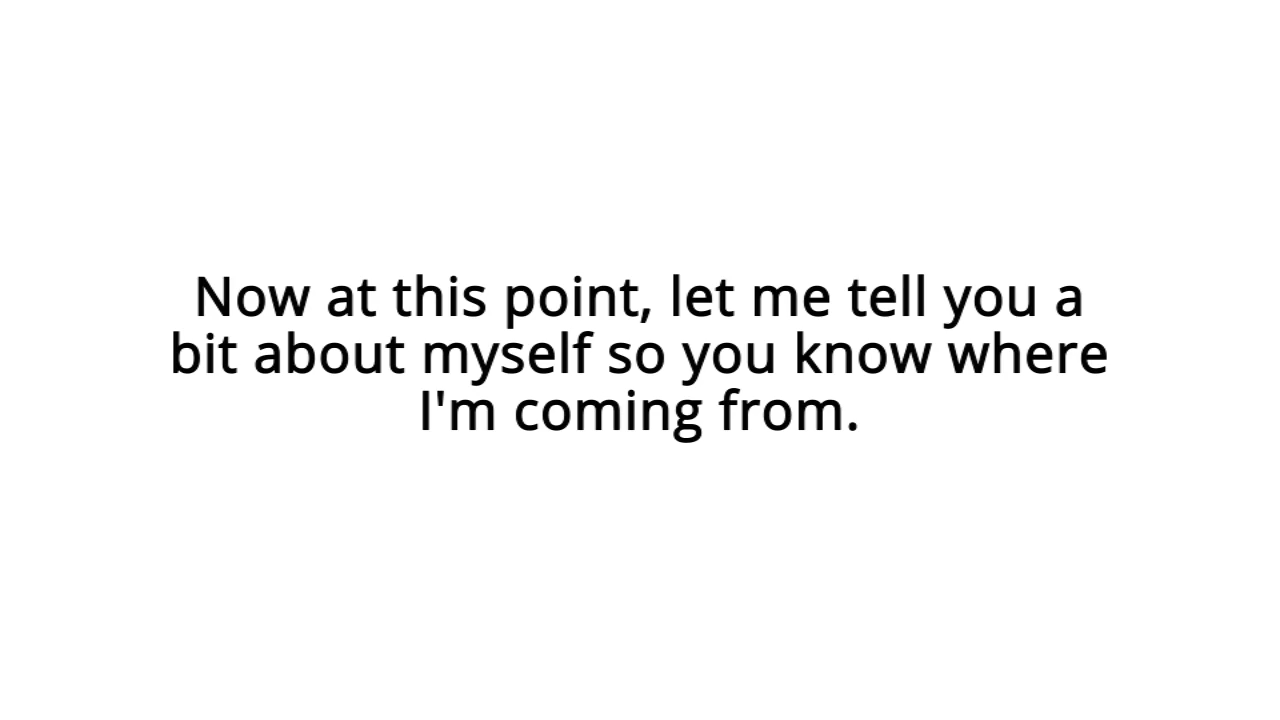 Now at this point, let me tell you a
bit about myself so you know where
I'm coming from.